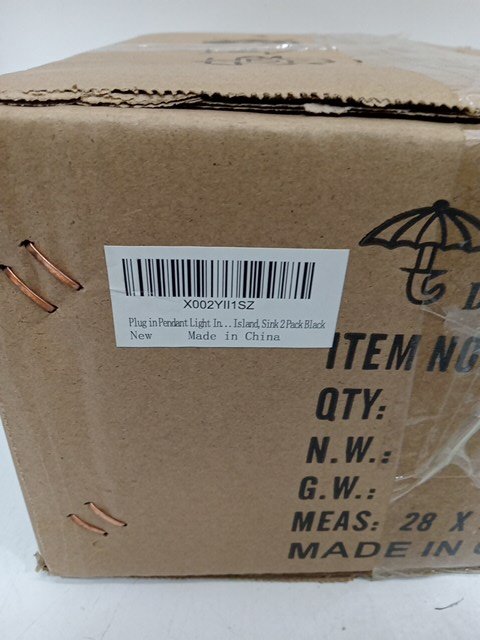 X002YII1SZ
Plug in Pendant Light In... Island, Sink 2 Pack Black
New Made in China
D
ITEM NO
QTY:
N.W.:
G.W.:
MEAS: 28 X
MADE IN C